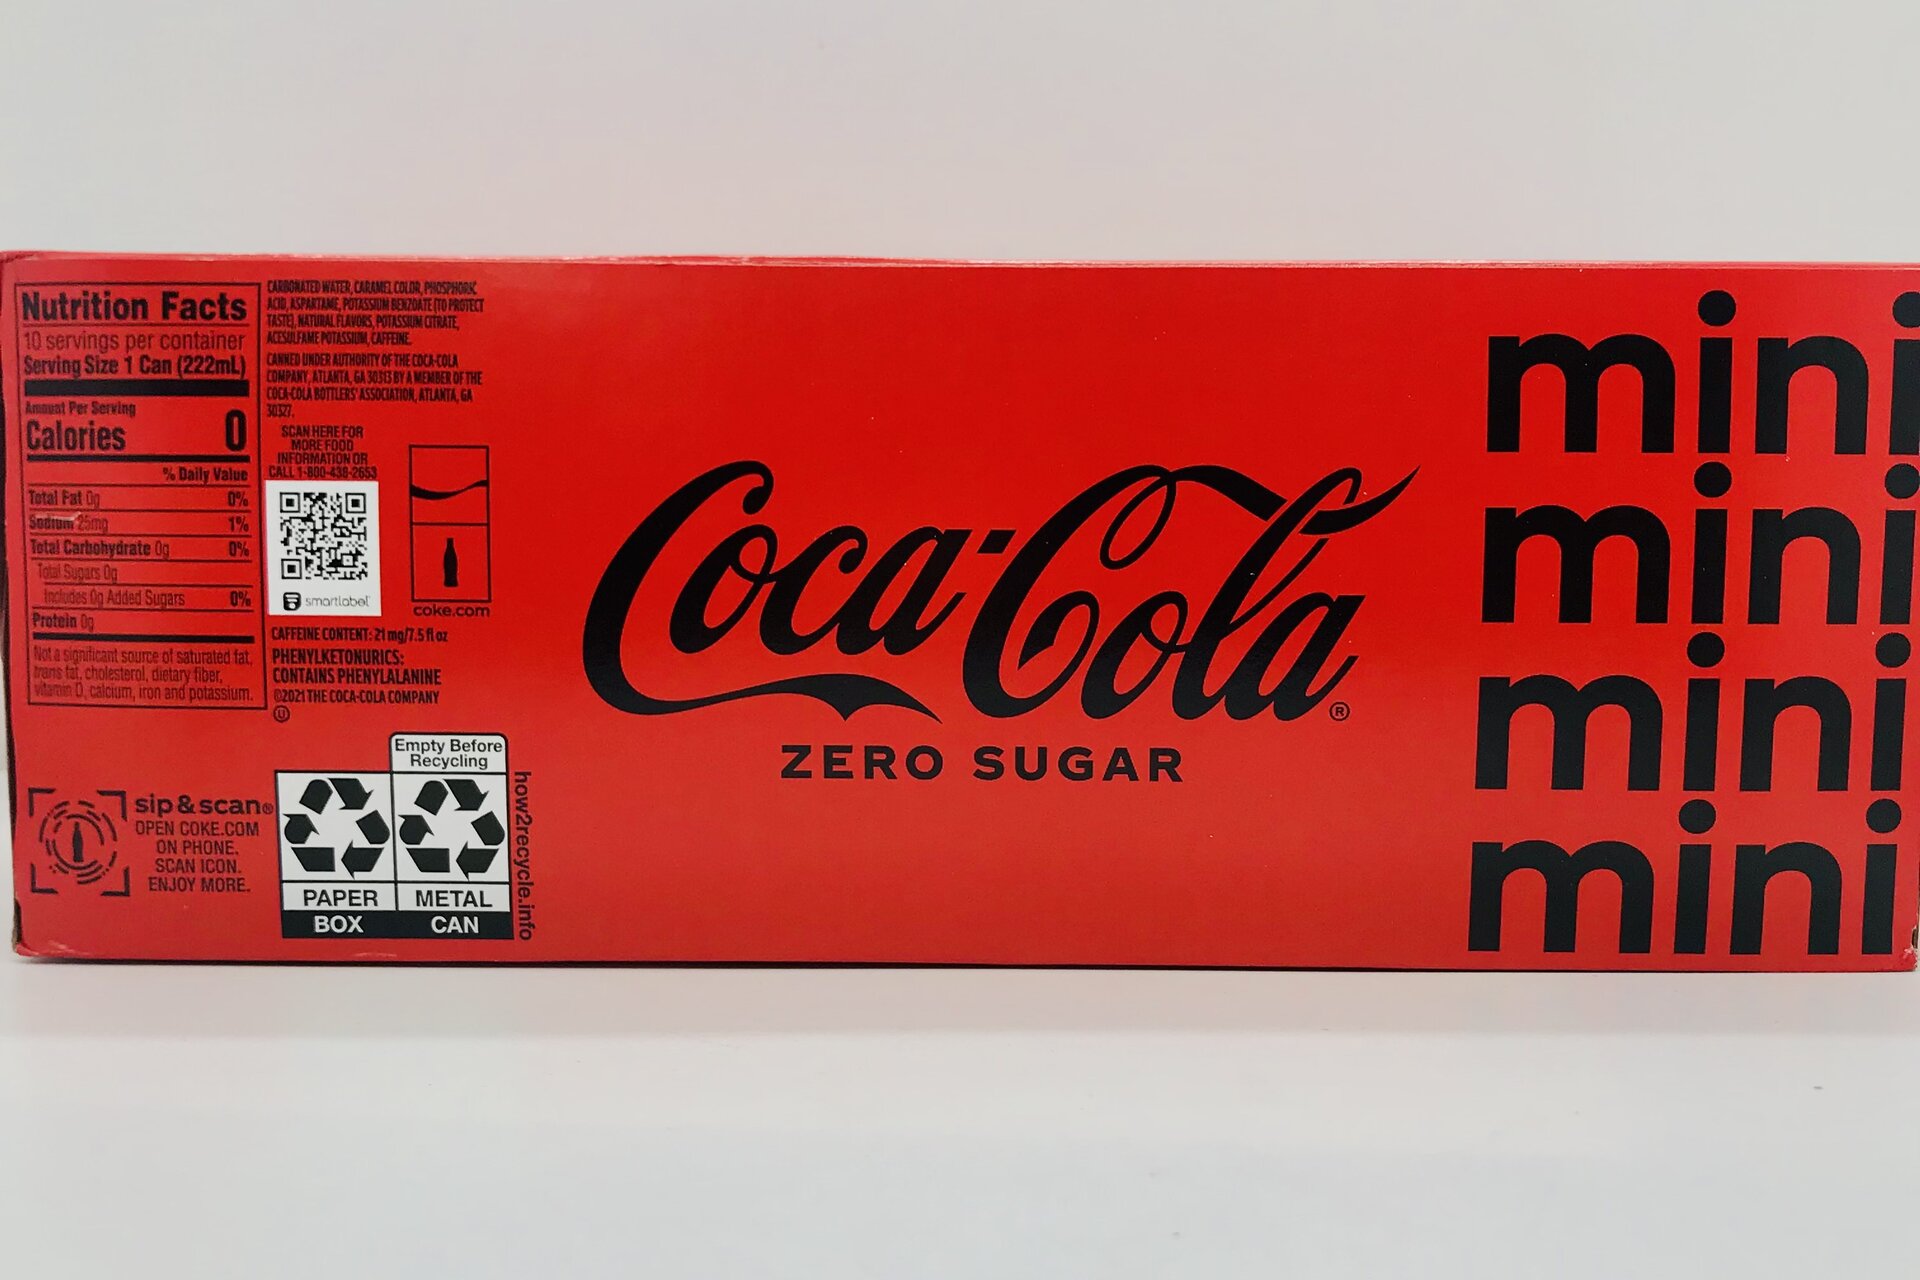 Nutrition Facts
10 servings per container
Serving Size 1 Can (222mL)
Amount Per Serving
Calories 0
% Daily Value
Total Fat 0g 0%
Sodium 25mg 1%
Total Carbohydrate 0g 0%
Total Sugars 0g
Includes 0g Added Sugars 0%
Protein 0g
Not a significant source of saturated fat,
trans fat, cholesterol, dietary fiber,
vitamin D, calcium, iron and potassium.
CARBONATED WATER, CARAMEL COLOR, PHOSPHORIC
ACID, ASPARTAME, POTASSIUM BENZOATE (TO PROTECT
TASTE), NATURAL FLAVORS, POTASSIUM CITRATE,
ACESULFAME POTASSIUM, CAFFEINE.
CANNED UNDER AUTHORITY OF THE COCA-COLA
COMPANY, ATLANTA, GA 30313 BY A MEMBER OF THE
COCA-COLA BOTTLERS' ASSOCIATION, ATLANTA, GA
30327.
SCAN HERE FOR
MORE FOOD
INFORMATION OR
CALL 1-800-438-2653
smartlabel
coke.com
CAFFEINE CONTENT: 21 mg/7.5 fl oz
PHENYLKETONURICS:
CONTAINS PHENYLALANINE
©2021 THE COCA-COLA COMPANY
U
sip & scan®
OPEN COKE.COM
ON PHONE.
SCAN ICON.
ENJOY MORE.
Empty Before
Recycling
PAPER
BOX
METAL
CAN
how2recycle.info
Coca-Cola®
ZERO SUGAR
mini
mini
mini
mini